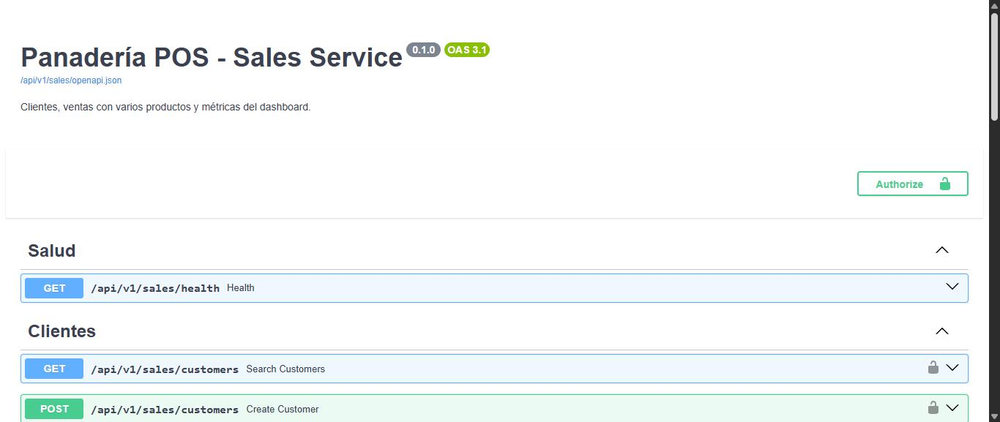 Panadería POS - Sales Service 0.1.0 OAS 3.1
/api/v1/sales/openapi.json
Clientes, ventas con varios productos y métricas del dashboard.
Authorize
Salud
GET /api/v1/sales/health Health
Clientes
GET /api/v1/sales/customers Search Customers
POST /api/v1/sales/customers Create Customer